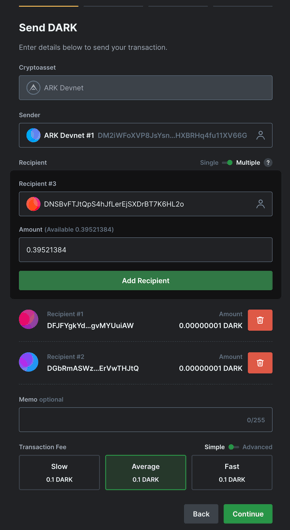 Send DARK
Enter details below to send your transaction.
Cryptoasset
ARK Devnet
Sender
ARK Devnet #1 DM2iWFoXVP8JsYsn...HXBRHq4fu11XV66G
Recipient Single Multiple ?
Recipient #3
DNSBvFTJtQpS4hJfLerEjSXDrBT7K6HL2o
Amount (Available 0.39521384)
0.39521384
Add Recipient
Recipient #1 Amount
DFJFYgkYd...gvMYUuiAW 0.00000001 DARK
Recipient #2 Amount
DGbRmASWz...ErVwTHJtQ 0.00000001 DARK
Memo optional
0/255
Transaction Fee Simple Advanced
Slow Average Fast
0.1 DARK 0.1 DARK 0.1 DARK
Back Continue